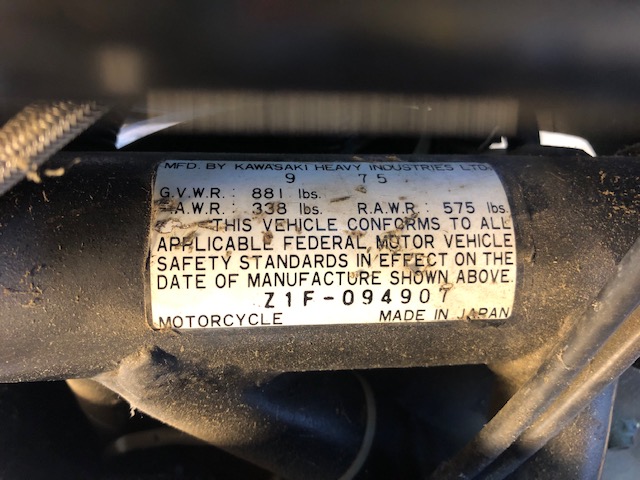 MFD. BY KAWASAKI HEAVY INDUSTRIES LTD.
9 75
G.V.W.R.: 881 lbs.
A.W.R.: 338 lbs. R.A.W.R.: 575 lbs.
THIS VEHICLE CONFORMS TO ALL
APPLICABLE FEDERAL MOTOR VEHICLE
SAFETY STANDARDS IN EFFECT ON THE
DATE OF MANUFACTURE SHOWN ABOVE.
Z1F-094907
MOTORCYCLE MADE IN JAPAN